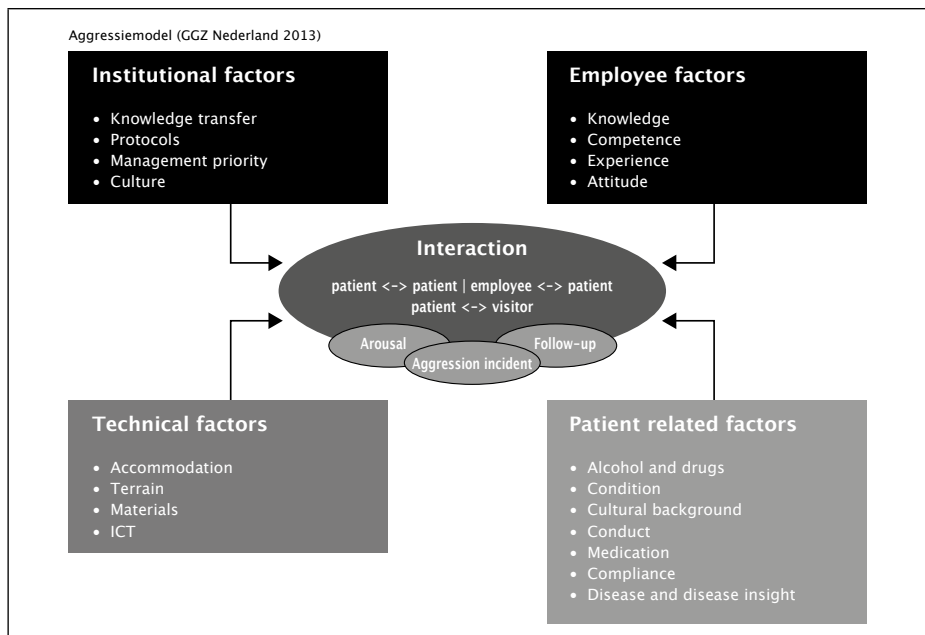 Aggressiemodel (GGZ Nederland 2013)
Institutional factors
• Knowledge transfer
• Protocols
• Management priority
• Culture
Employee factors
• Knowledge
• Competence
• Experience
• Attitude
Interaction
patient <-> patient | employee <-> patient
patient <-> visitor
Arousal
Aggression incident
Follow-up
Technical factors
• Accommodation
• Terrain
• Materials
• ICT
Patient related factors
• Alcohol and drugs
• Condition
• Cultural background
• Conduct
• Medication
• Compliance
• Disease and disease insight